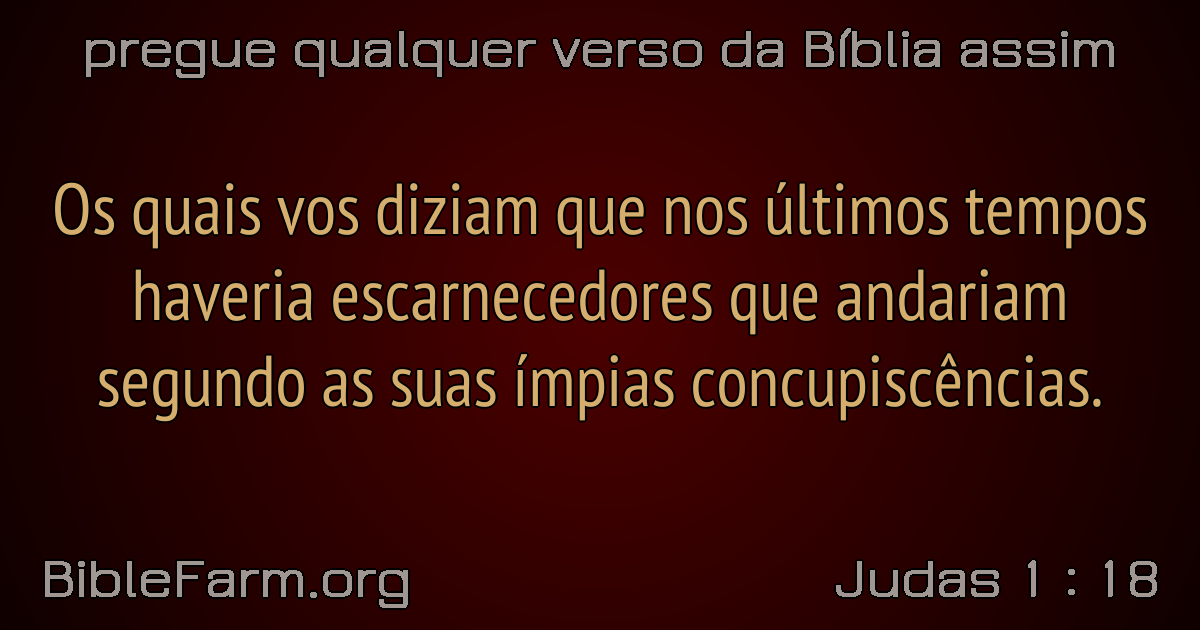 pregue qualquer verso da Bíblia assim
Os quais vos diziam que nos últimos tempos
haveria escarnecedores que andariam
segundo as suas ímpias concupiscências.
BibleFarm.org
Judas 1 : 18